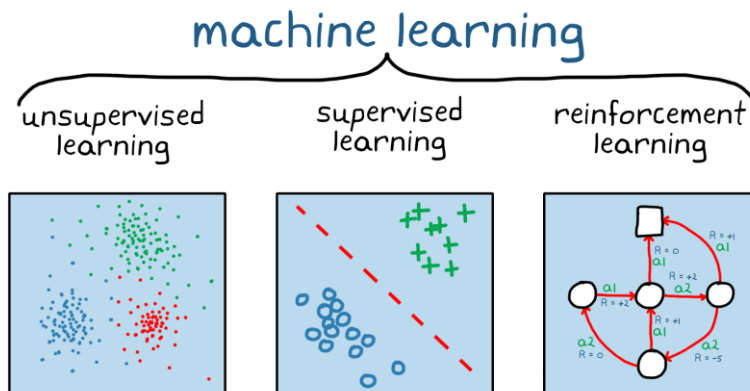 machine learning
unsupervised
learning
supervised
learning
reinforcement
learning
R = 0
a1
R = +1
a1
a1
R = +2
R = +2
a2
R = +1
a1
a2
R = 0
a2
R = -5